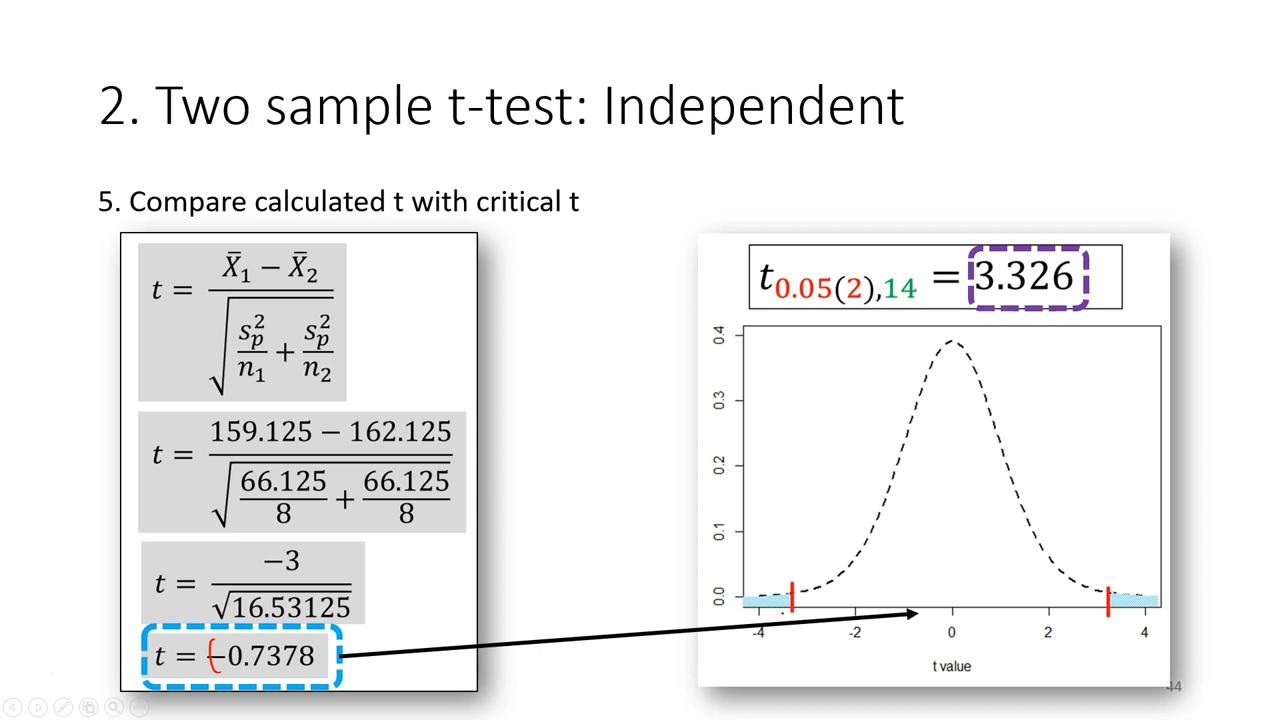 2. Two sample t-test: Independent
5. Compare calculated t with critical t
t = (X̄₁ − X̄₂) / √(s²ₚ/n₁ + s²ₚ/n₂)
t = (159.125 − 162.125) / √(66.125/8 + 66.125/8)
t = −3 / √16.53125
t = −0.7378
t₀.₀₅₍₂₎,₁₄ = 3.326
0.4
0.3
0.2
0.1
0.0
-4 -2 0 2 4
t value
44